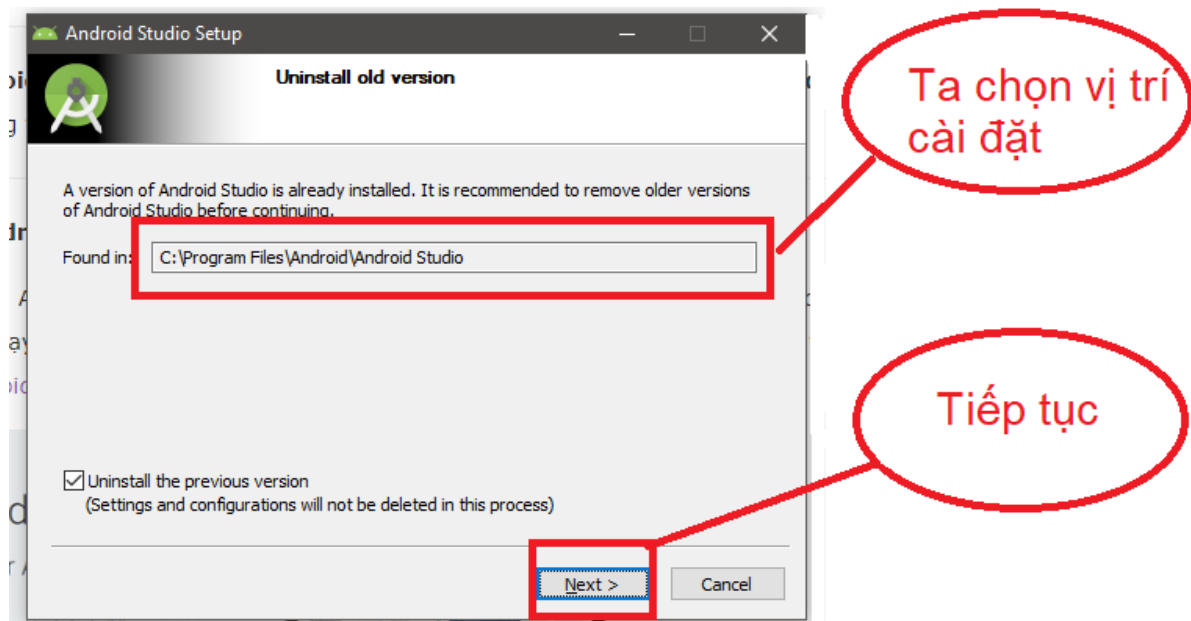 Android Studio Setup
Uninstall old version
Ta chọn vị trí
cài đặt
A version of Android Studio is already installed. It is recommended to remove older versions
of Android Studio before continuing.
Found in: C:\Program Files\Android\Android Studio
Tiếp tục
Uninstall the previous version
(Settings and configurations will not be deleted in this process)
Next > Cancel